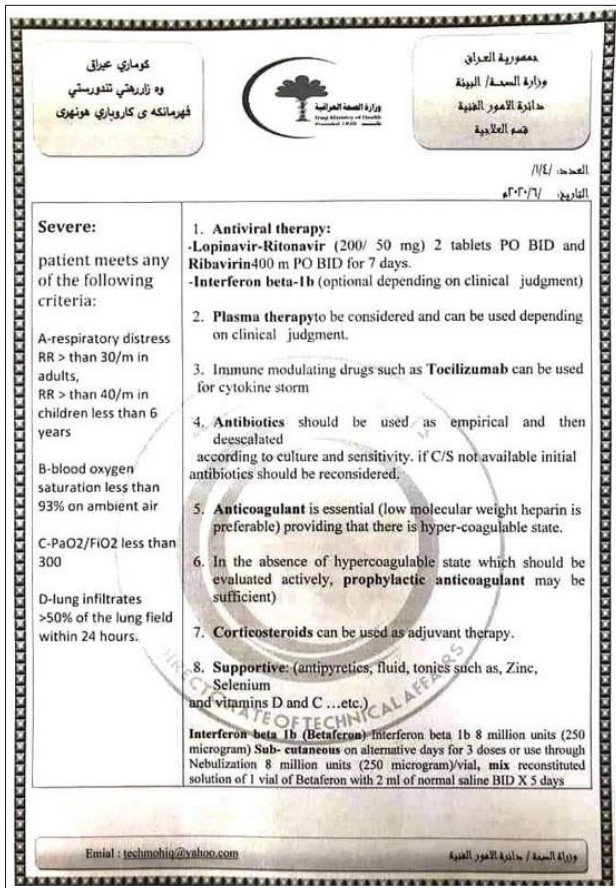 كوماري عيراق
وه زاررهتي تندورستي
فهرمانكه ى كاروباري هونهرى
وزارة الصحة العراقية
Iraqi Ministry of Health
Founded 1920
جمهورية العراق
وزارة الصحة/ البيئة
دائرة الامور الفنية
قسم العلاجية
العدد: /١/٤/
التاريخ: /٢٠٢٠/٦م
Severe:
patient meets any
of the following
criteria:
A-respiratory distress
RR > than 30/m in
adults,
RR > than 40/m in
children less than 6
years
B-blood oxygen
saturation less than
93% on ambient air
C-PaO2/FiO2 less than
300
D-lung infiltrates
>50% of the lung field
within 24 hours.
1. Antiviral therapy:
-Lopinavir-Ritonavir (200/ 50 mg) 2 tablets PO BID and
Ribavirin400 m PO BID for 7 days.
-Interferon beta-1b (optional depending on clinical judgment)
2. Plasma therapyto be considered and can be used depending
on clinical judgment.
3. Immune modulating drugs such as Tocilizumab can be used
for cytokine storm
4. Antibiotics should be used as empirical and then
deescalated
according to culture and sensitivity. if C/S not available initial
antibiotics should be reconsidered.
5. Anticoagulant is essential (low molecular weight heparin is
preferable) providing that there is hyper-coagulable state.
6. In the absence of hypercoagulable state which should be
evaluated actively, prophylactic anticoagulant may be
sufficient)
7. Corticosteroids can be used as adjuvant therapy.
8. Supportive: (antipyretics, fluid, tonics such as, Zinc,
Selenium
and vitamins D and C ...etc.)
DIRECTORATE OF TECHNICAL AFFAIRS
Interferon beta 1b (Betaferon) Interferon beta 1b 8 million units (250
microgram) Sub- cutaneous on alternative days for 3 doses or use through
Nebulization 8 million units (250 microgram)/vial, mix reconstituted
solution of 1 vial of Betaferon with 2 ml of normal saline BID X 5 days
Emial : techmohiq@yahoo.com
وزراة الصحة / دائرة الامور الفنية